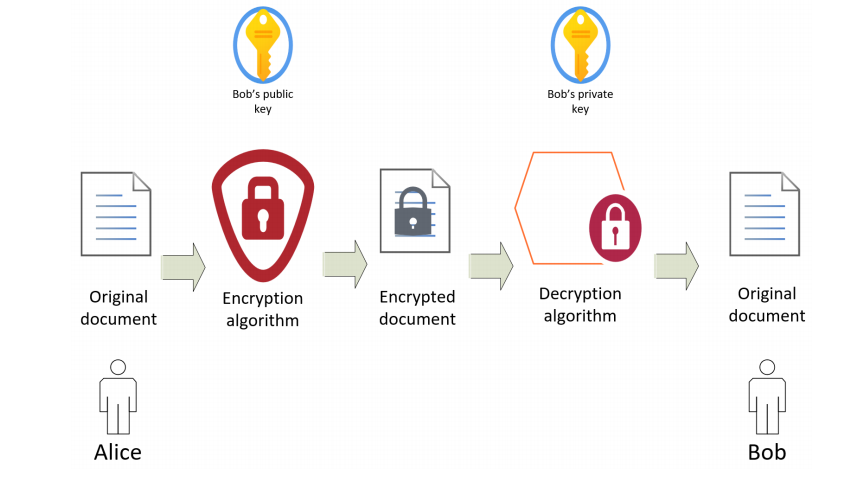 Bob's public
key
Bob's private
key
Original
document
Encryption
algorithm
Encrypted
document
Decryption
algorithm
Original
document
Alice
Bob